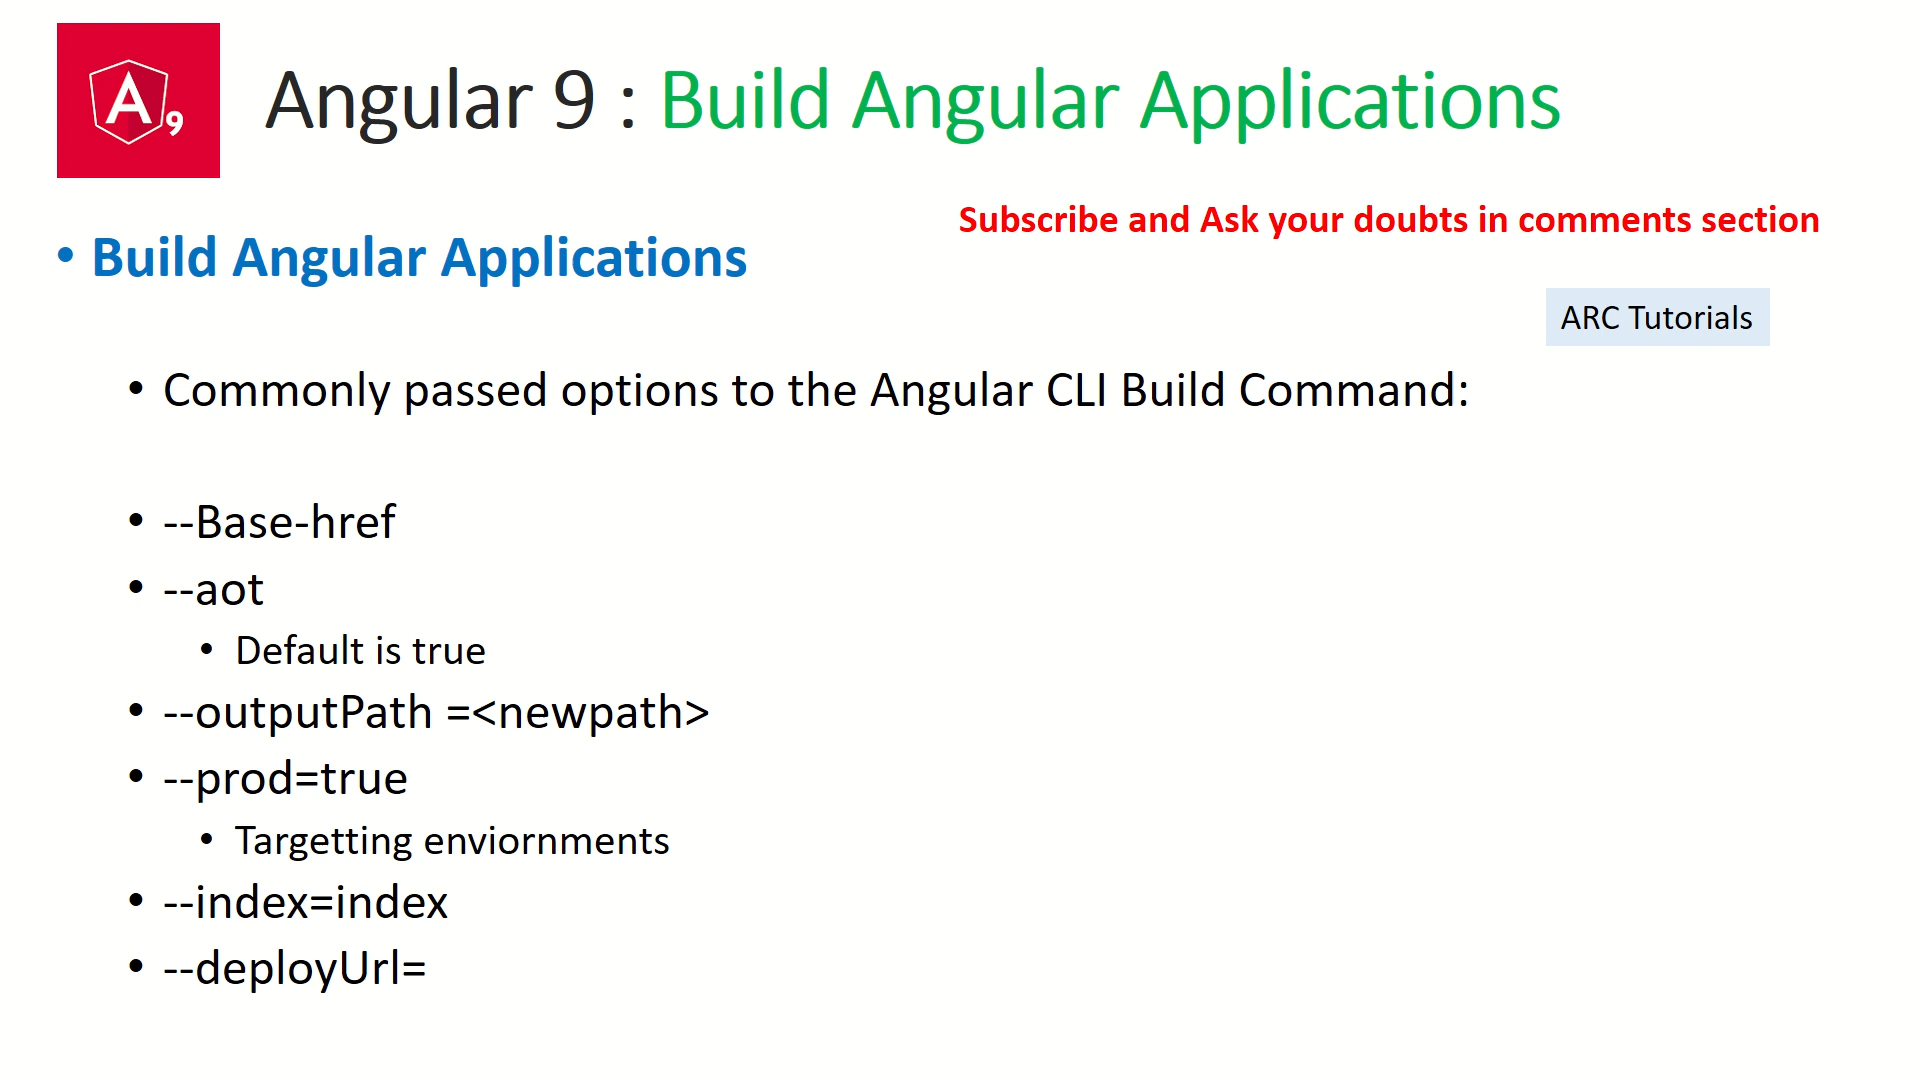 A9
Angular 9 : Build Angular Applications
Subscribe and Ask your doubts in comments section
• Build Angular Applications
ARC Tutorials
• Commonly passed options to the Angular CLI Build Command:
• --Base-href
• --aot
• Default is true
• --outputPath =<newpath>
• --prod=true
• Targetting enviornments
• --index=index
• --deployUrl=